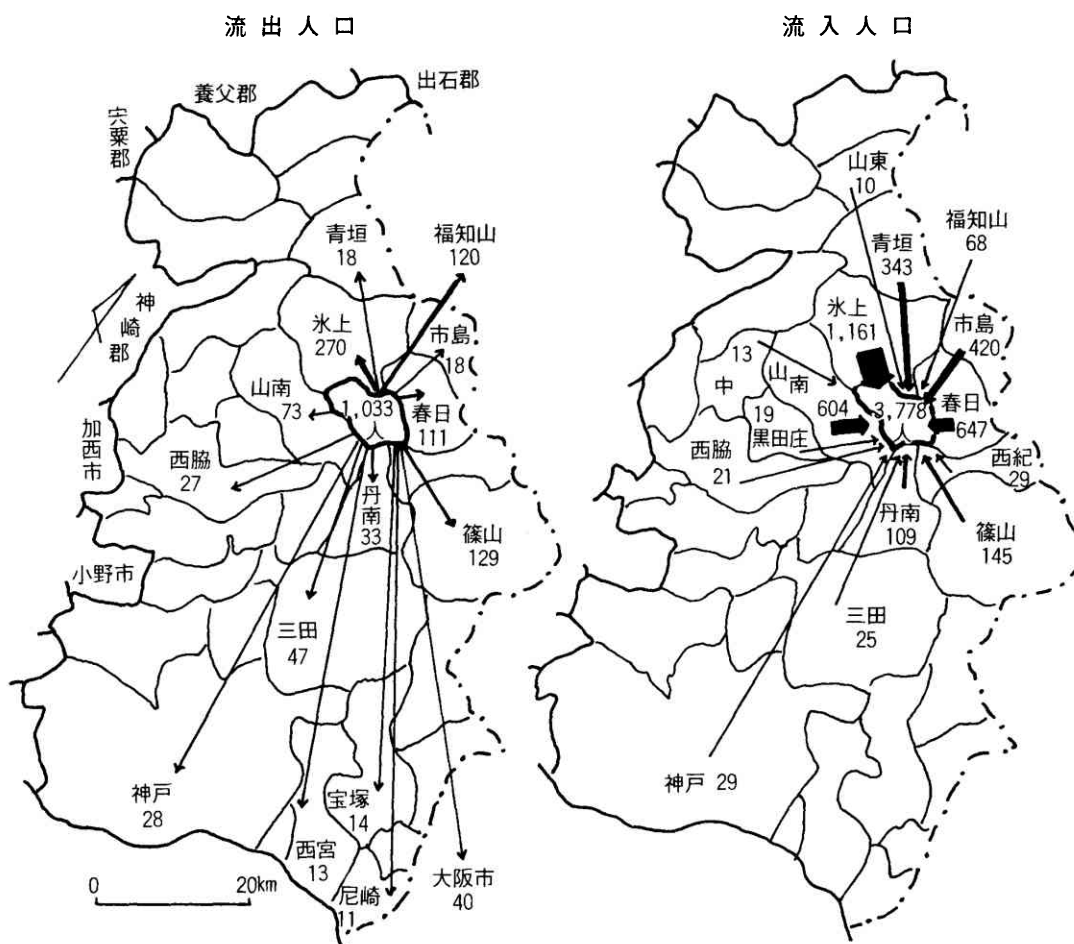 流出人口
出石郡
養父郡
宍粟郡
青垣
18
福知山
120
神崎郡
氷上
270
市島
18
山南
73
1,033
春日
111
加西市
西脇
27
丹南
33
篠山
129
小野市
三田
47
神戸
28
宝塚
14
西宮
13
尼崎
11
大阪市
40
0 20km
流入人口
山東
10
青垣
343
福知山
68
氷上
1,161
市島
420
13
中
山南
604
3,778
春日
647
19
黒田庄
西脇
21
西紀
29
丹南
109
篠山
145
三田
25
神戸 29